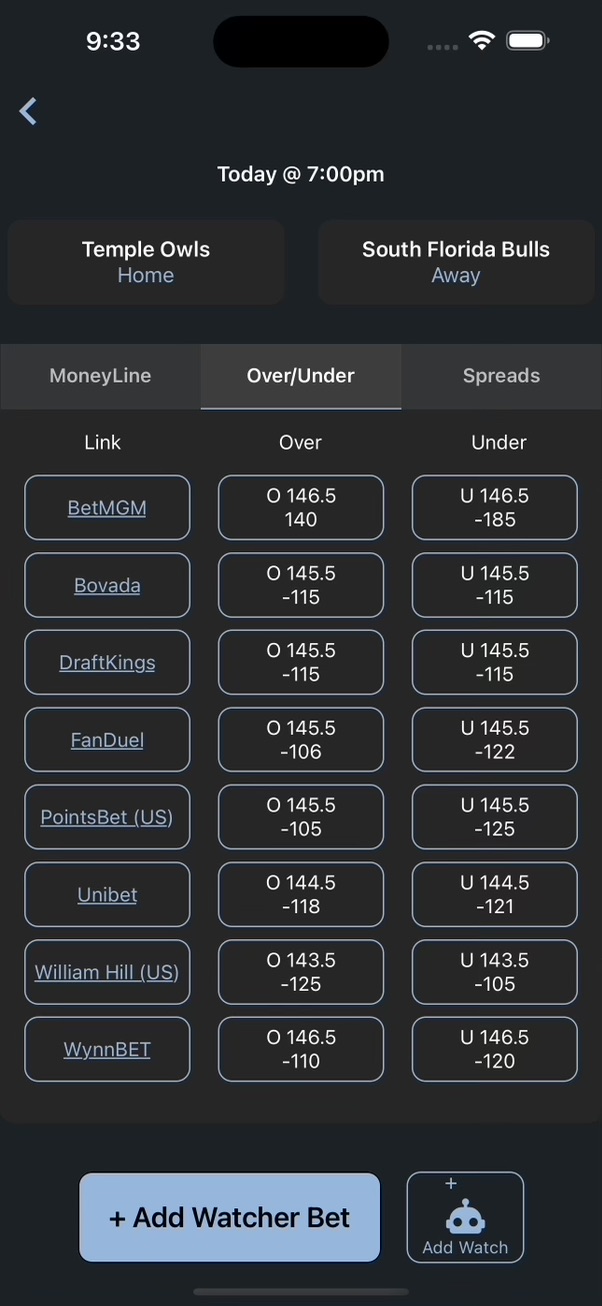 9:33
Today @ 7:00pm
Temple Owls
Home
South Florida Bulls
Away
MoneyLine Over/Under Spreads
Link Over Under
BetMGM
O 146.5
140
U 146.5
-185
Bovada
O 145.5
-115
U 145.5
-115
DraftKings
O 145.5
-115
U 145.5
-115
FanDuel
O 145.5
-106
U 145.5
-122
PointsBet (US)
O 145.5
-105
U 145.5
-125
Unibet
O 144.5
-118
U 144.5
-121
William Hill (US)
O 143.5
-125
U 143.5
-105
WynnBET
O 146.5
-110
U 146.5
-120
+ Add Watcher Bet
+
Add Watch